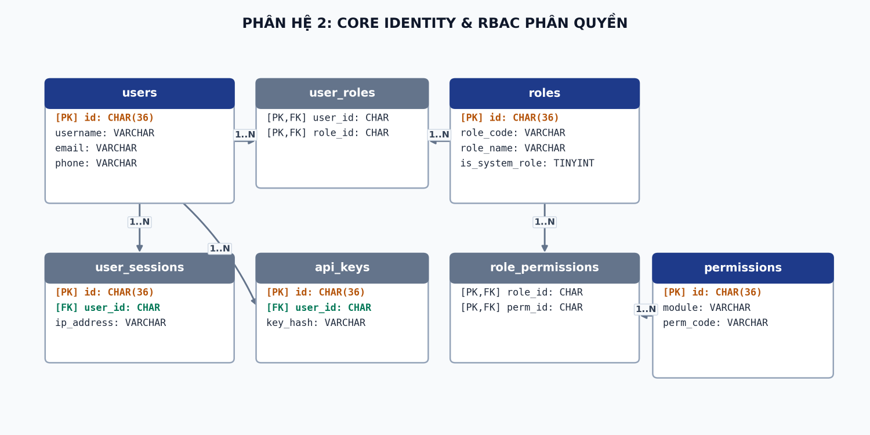 PHÂN HỆ 2: CORE IDENTITY & RBAC PHÂN QUYỀN
users
[PK] id: CHAR(36)
username: VARCHAR
email: VARCHAR
phone: VARCHAR
1..N
user_roles
[PK,FK] user_id: CHAR
[PK,FK] role_id: CHAR
1..N
roles
[PK] id: CHAR(36)
role_code: VARCHAR
role_name: VARCHAR
is_system_role: TINYINT
1..N
1..N
1..N
user_sessions
[PK] id: CHAR(36)
[FK] user_id: CHAR
ip_address: VARCHAR
api_keys
[PK] id: CHAR(36)
[FK] user_id: CHAR
key_hash: VARCHAR
role_permissions
[PK,FK] role_id: CHAR
[PK,FK] perm_id: CHAR
1..N
permissions
[PK] id: CHAR(36)
module: VARCHAR
perm_code: VARCHAR